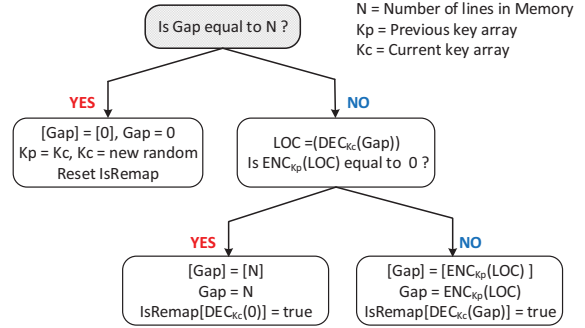 Is Gap equal to N ?
N = Number of lines in Memory
Kp = Previous key array
Kc = Current key array
YES
NO
[Gap] = [0], Gap = 0
Kp = Kc, Kc = new random
Reset IsRemap
LOC =(DECKc(Gap))
Is ENCKp(LOC) equal to 0 ?
YES
NO
[Gap] = [N]
Gap = N
IsRemap[DECKc(0)] = true
[Gap] = [ENCKp(LOC) ]
Gap = ENCKp(LOC)
IsRemap[DECKc(Gap)] = true